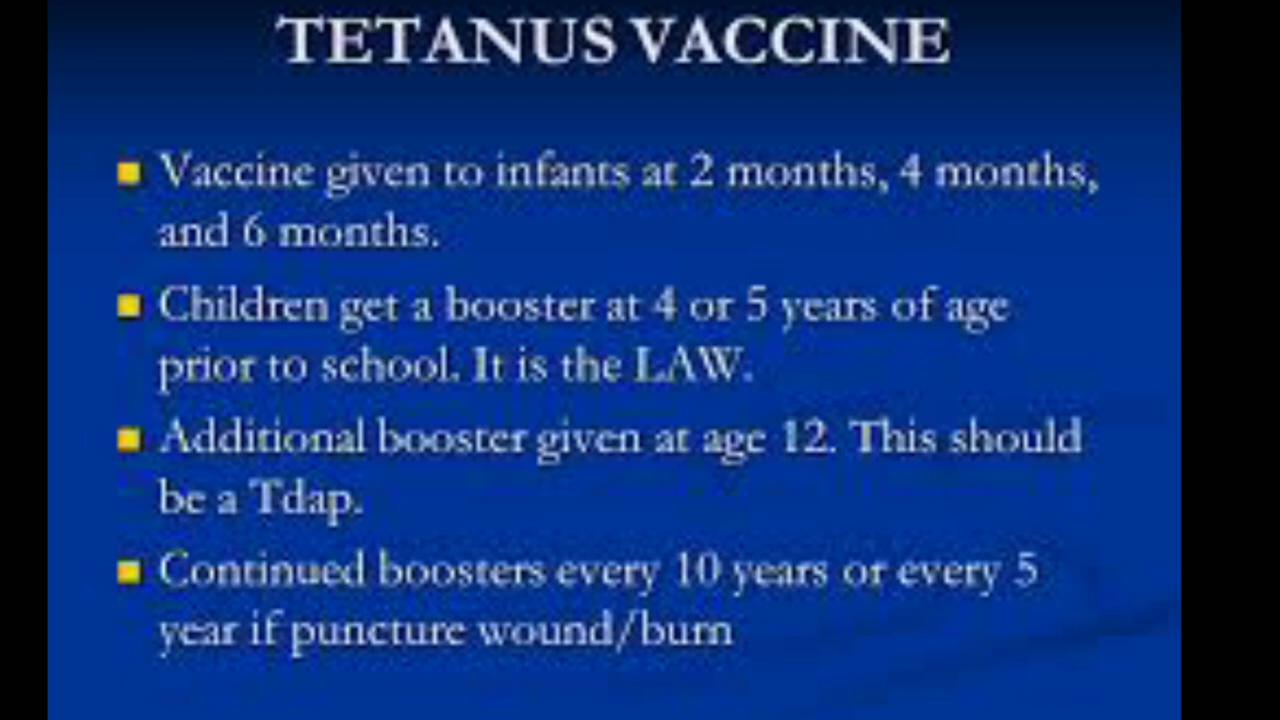 TETANUS VACCINE
Vaccine given to infants at 2 months, 4 months,
and 6 months.
Children get a booster at 4 or 5 years of age
prior to school. It is the LAW.
Additional booster given at age 12. This should
be a Tdap.
Continued boosters every 10 years or every 5
year if puncture wound/burn